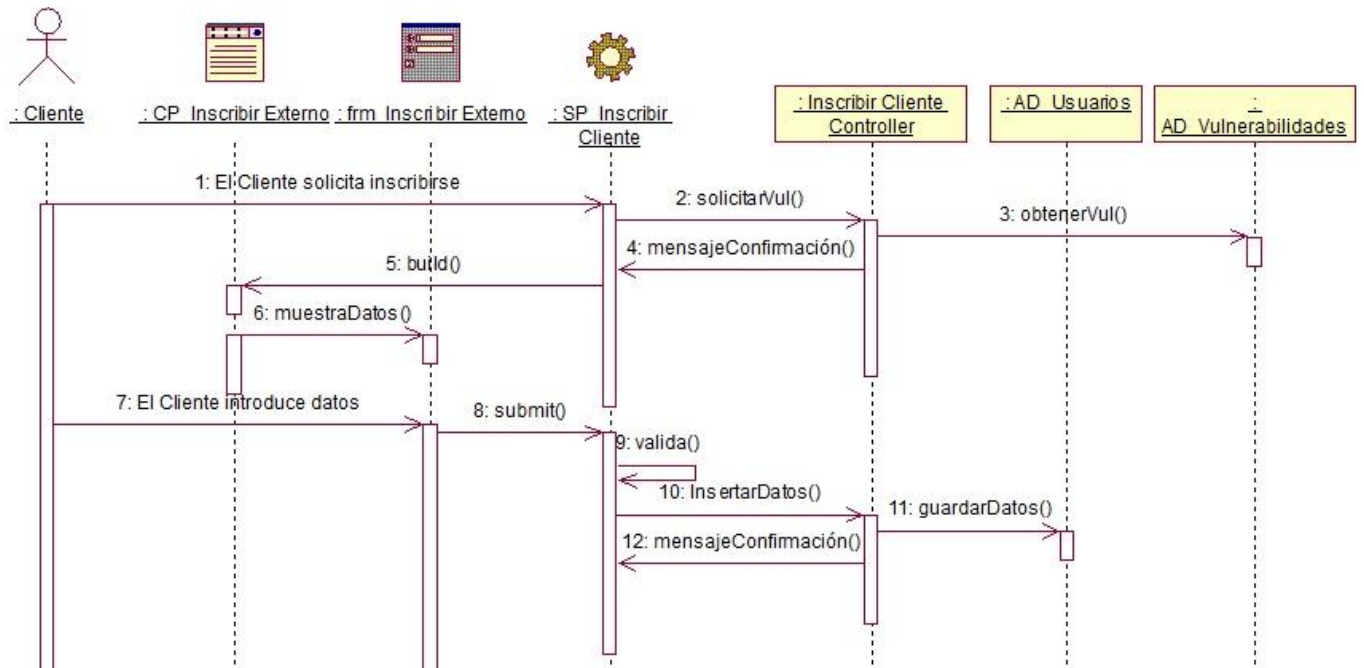 : Cliente
: CP_Inscribir Externo
: frm_Inscribir Externo
: SP_Inscribir
Cliente
: Inscribir Cliente
Controller
: AD_Usuarios
:
AD_Vulnerabilidades
1: El Cliente solicita inscribirse
2: solicitarVul()
3: obtenerVul()
4: mensajeConfirmación()
5: build()
6: muestraDatos()
7: El Cliente introduce datos
8: submit()
9: valida()
10: InsertarDatos()
11: guardarDatos()
12: mensajeConfirmación()